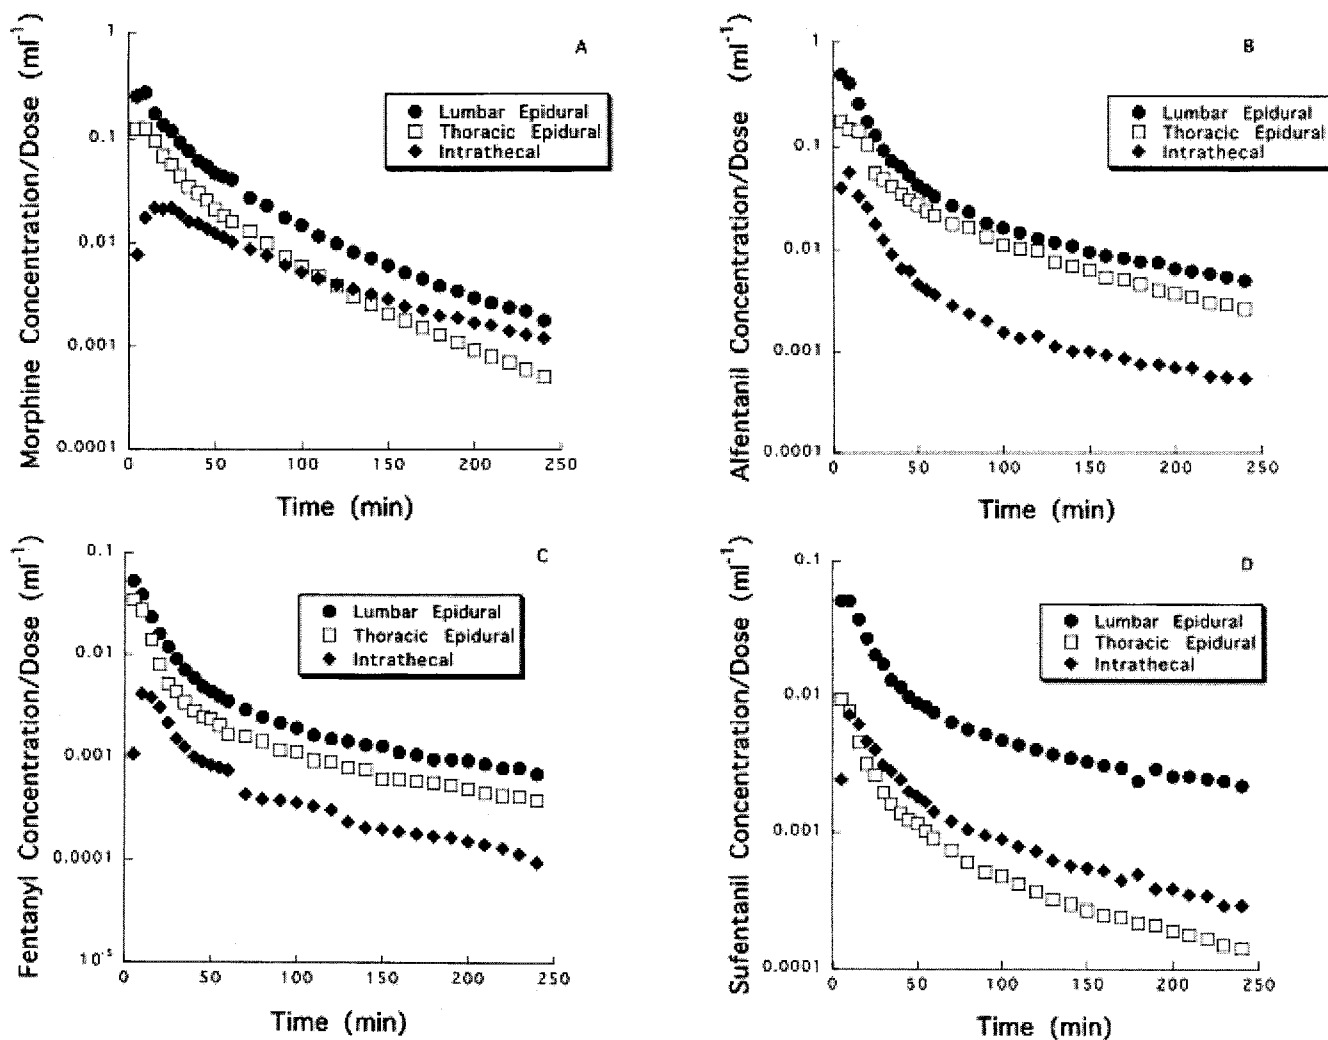 A
Morphine Concentration/Dose (ml⁻¹)
1
0.1
0.01
0.001
0.0001
Lumbar Epidural
Thoracic Epidural
Intrathecal
0 50 100 150 200 250
Time (min)
B
Alfentanil Concentration/Dose (ml⁻¹)
1
0.1
0.01
0.001
0.0001
Lumbar Epidural
Thoracic Epidural
Intrathecal
0 50 100 150 200 250
Time (min)
C
Fentanyl Concentration/Dose (ml⁻¹)
0.1
0.01
0.001
0.0001
10⁻⁵
Lumbar Epidural
Thoracic Epidural
Intrathecal
0 50 100 150 200 250
Time (min)
D
Sufentanil Concentration/Dose (ml⁻¹)
0.1
0.01
0.001
0.0001
Lumbar Epidural
Thoracic Epidural
Intrathecal
0 50 100 150 200 250
Time (min)